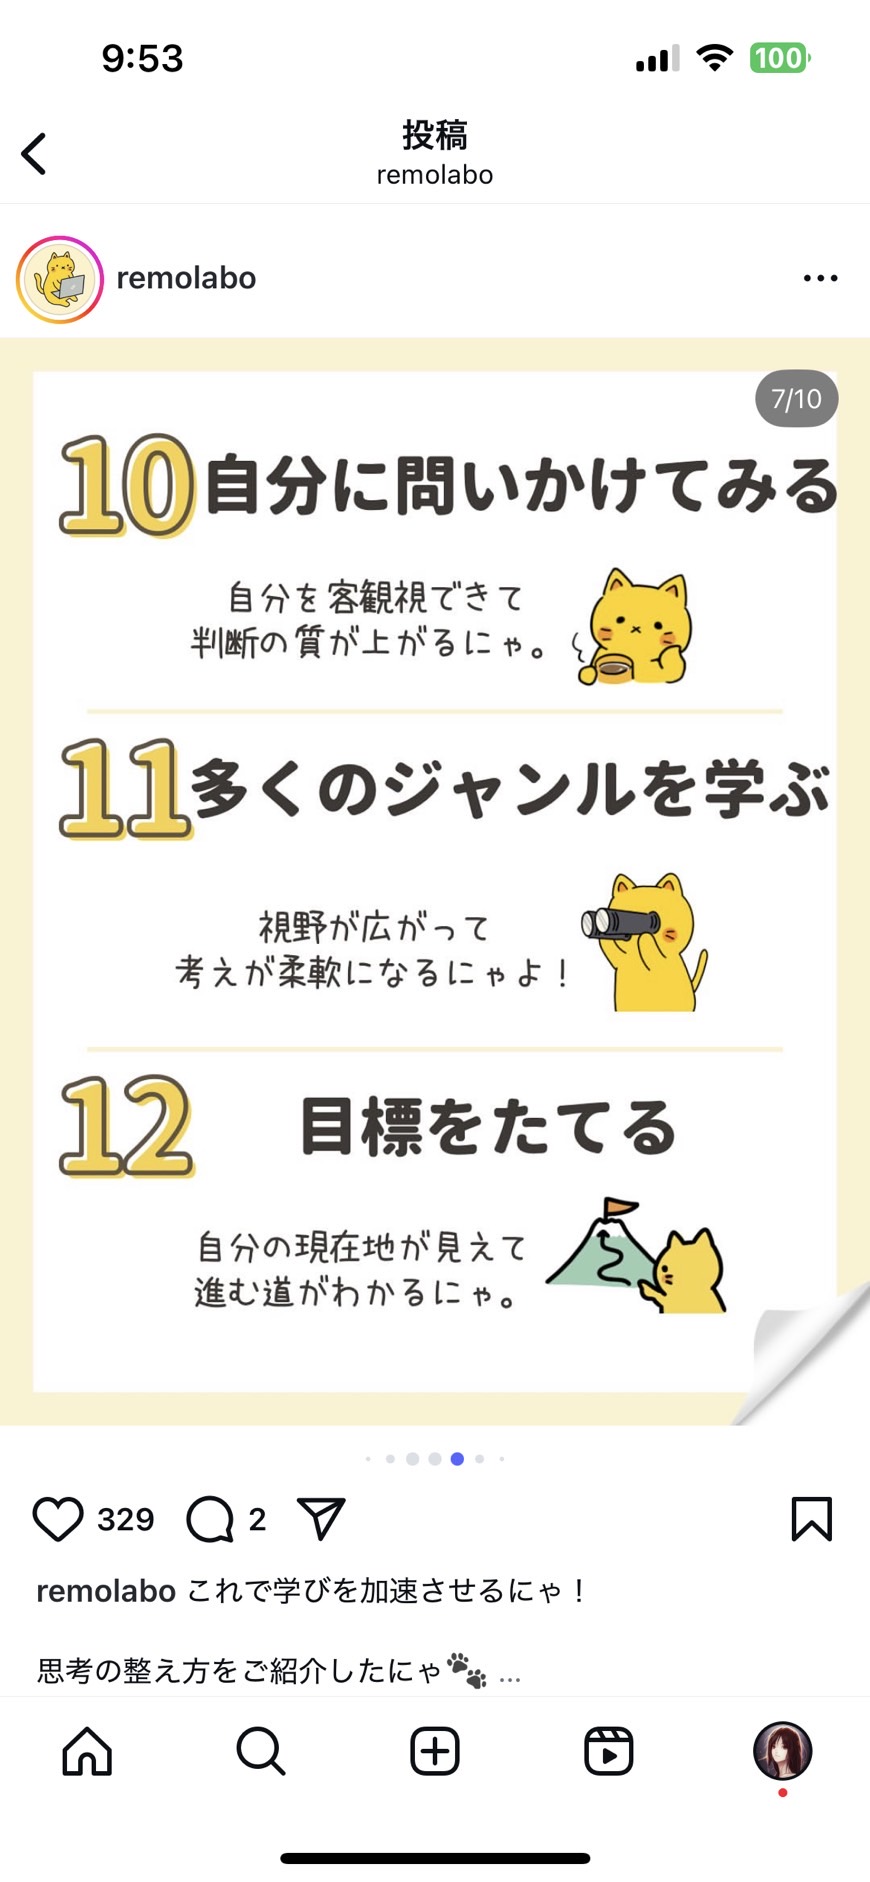 9:53
100
投稿
remolabo
remolabo
7/10
10 自分に問いかけてみる
自分を客観視できて
判断の質が上がるにゃ。
11 多くのジャンルを学ぶ
視野が広がって
考えが柔軟になるにゃよ！
12 目標をたてる
自分の現在地が見えて
進む道がわかるにゃ。
329 2
remolabo これで学びを加速させるにゃ！
思考の整え方をご紹介したにゃ🐾 ...